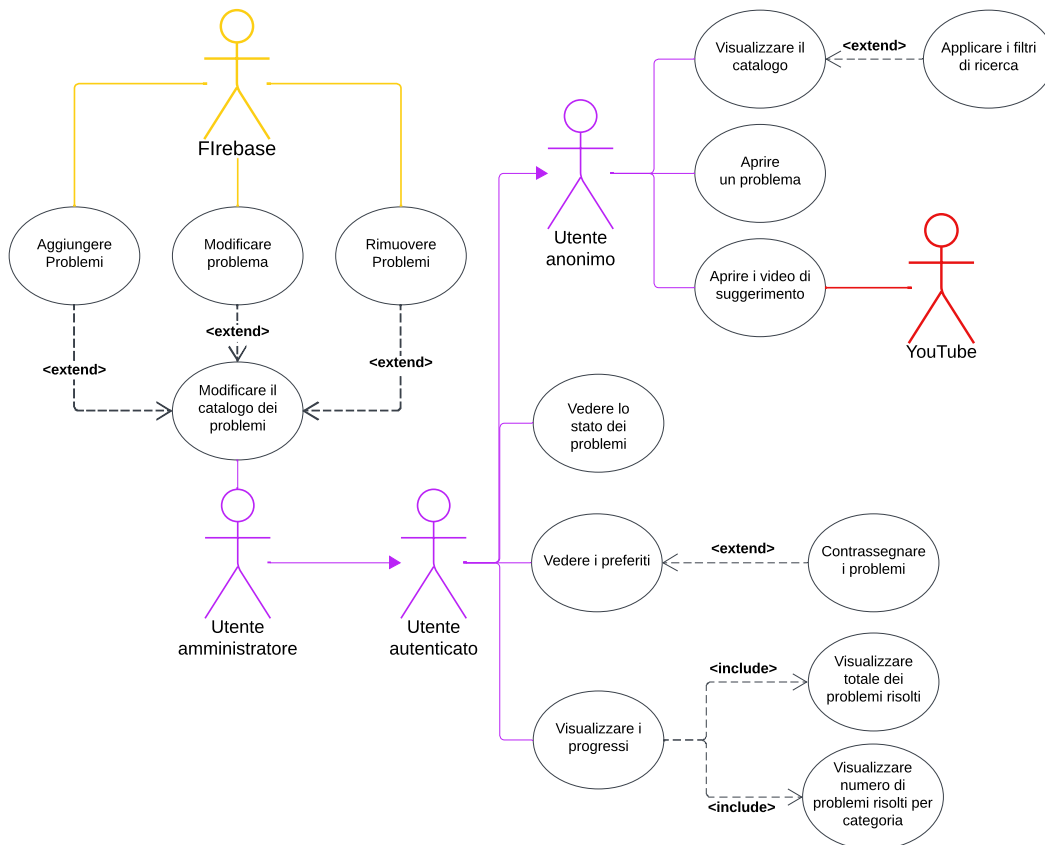 Visualizzare il
catalogo
<extend>
Applicare i filtri
di ricerca
FIrebase
Aprire
un problema
Utente
anonimo
Aggiungere
Problemi
Modificare
problema
Rimuovere
Problemi
Aprire i video di
suggerimento
YouTube
<extend>
<extend>
<extend>
Modificare il
catalogo dei
problemi
Vedere lo
stato dei
problemi
Vedere i preferiti
<extend>
Contrassegnare
i problemi
Utente
amministratore
Utente
autenticato
<include>
Visualizzare
totale dei
problemi risolti
Visualizzare i
progressi
<include>
Visualizzare
numero di
problemi risolti per
categoria